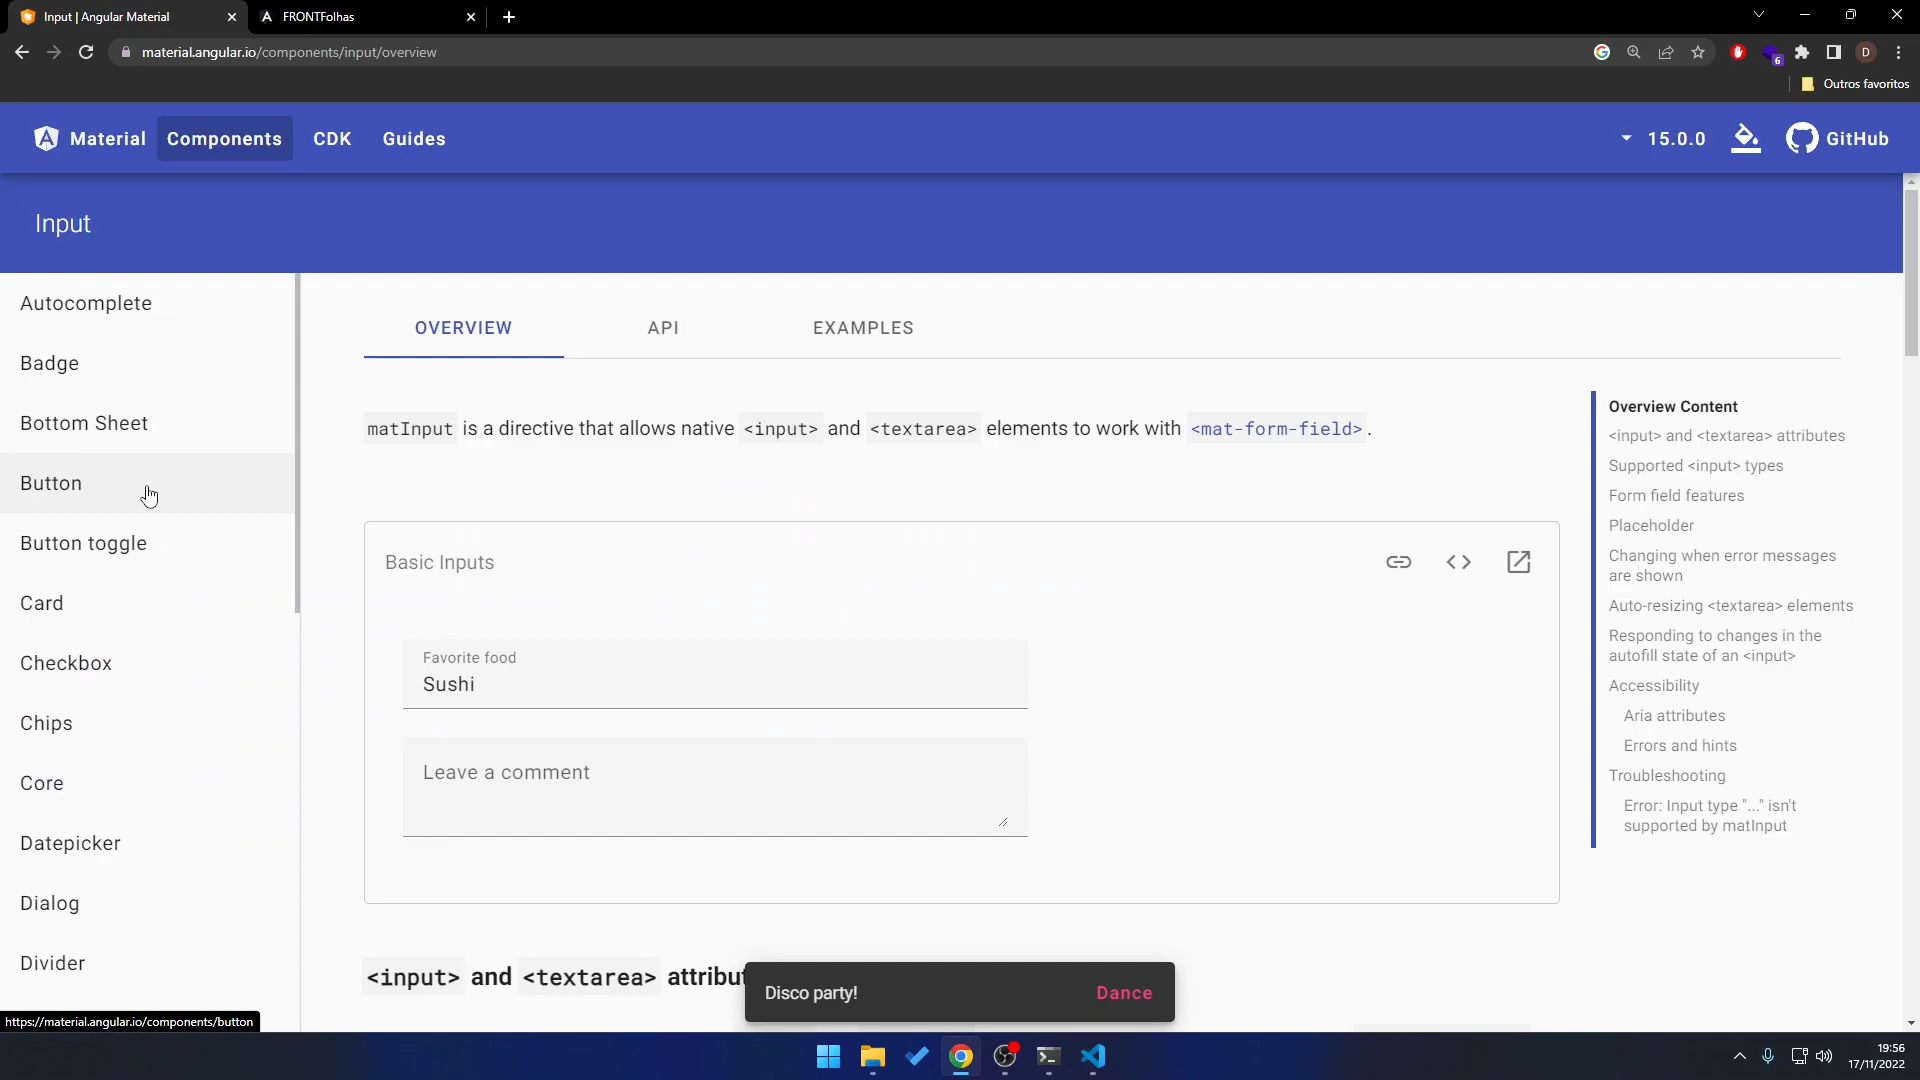 Input | Angular Material
FRONTFolhas
material.angular.io/components/input/overview
6
D
Outros favoritos
Material
Components
CDK
Guides
15.0.0
GitHub
Input
Autocomplete
Badge
Bottom Sheet
Button
Button toggle
Card
Checkbox
Chips
Core
Datepicker
Dialog
Divider
https://material.angular.io/components/button
OVERVIEW
API
EXAMPLES
matInput is a directive that allows native <input> and <textarea> elements to work with <mat-form-field>.
Basic Inputs
Favorite food
Sushi
Leave a comment
<input> and <textarea> attribut
Disco party!
Dance
Overview Content
<input> and <textarea> attributes
Supported <input> types
Form field features
Placeholder
Changing when error messages
are shown
Auto-resizing <textarea> elements
Responding to changes in the
autofill state of an <input>
Accessibility
Aria attributes
Errors and hints
Troubleshooting
Error: Input type "..." isn't
supported by matInput
19:56
17/11/2022